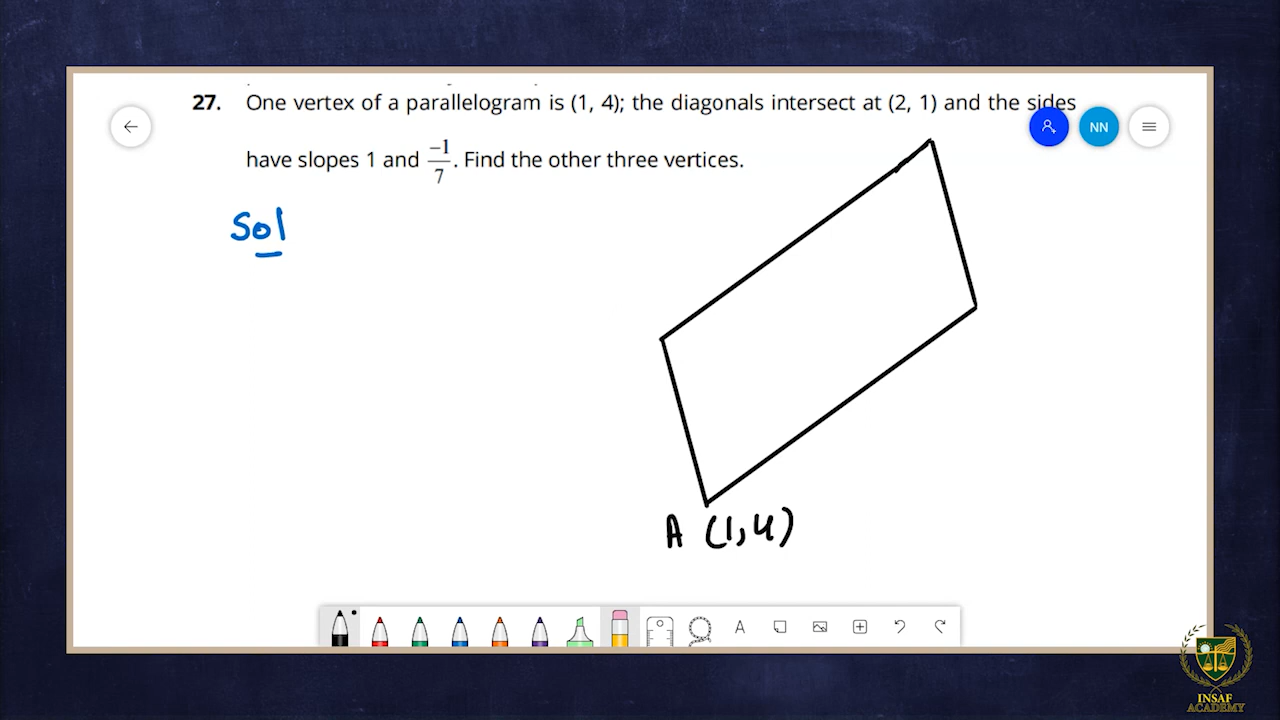 27. One vertex of a parallelogram is (1, 4); the diagonals intersect at (2, 1) and the sides
have slopes 1 and -1/7. Find the other three vertices.
NN
Sol
A (1,4)
A
INSAF
ACADEMY